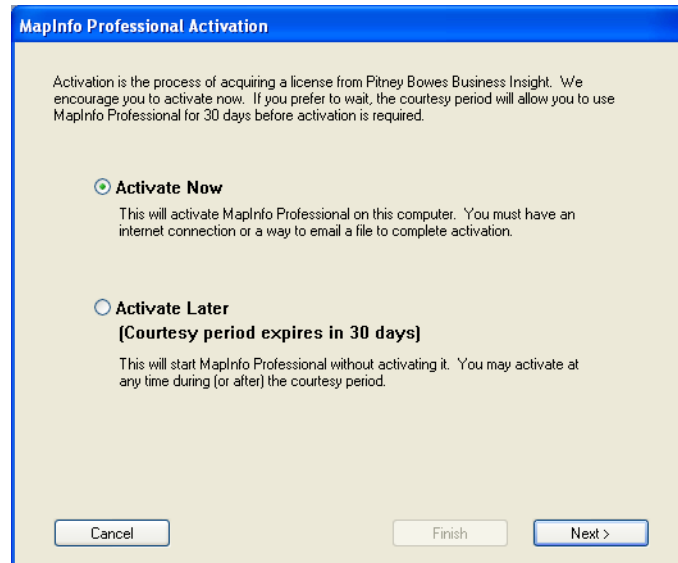 MapInfo Professional Activation
Activation is the process of acquiring a license from Pitney Bowes Business Insight. We
encourage you to activate now. If you prefer to wait, the courtesy period will allow you to use
MapInfo Professional for 30 days before activation is required.
Activate Now
This will activate MapInfo Professional on this computer. You must have an
internet connection or a way to email a file to complete activation.
Activate Later
(Courtesy period expires in 30 days)
This will start MapInfo Professional without activating it. You may activate at
any time during (or after) the courtesy period.
Cancel Finish Next >